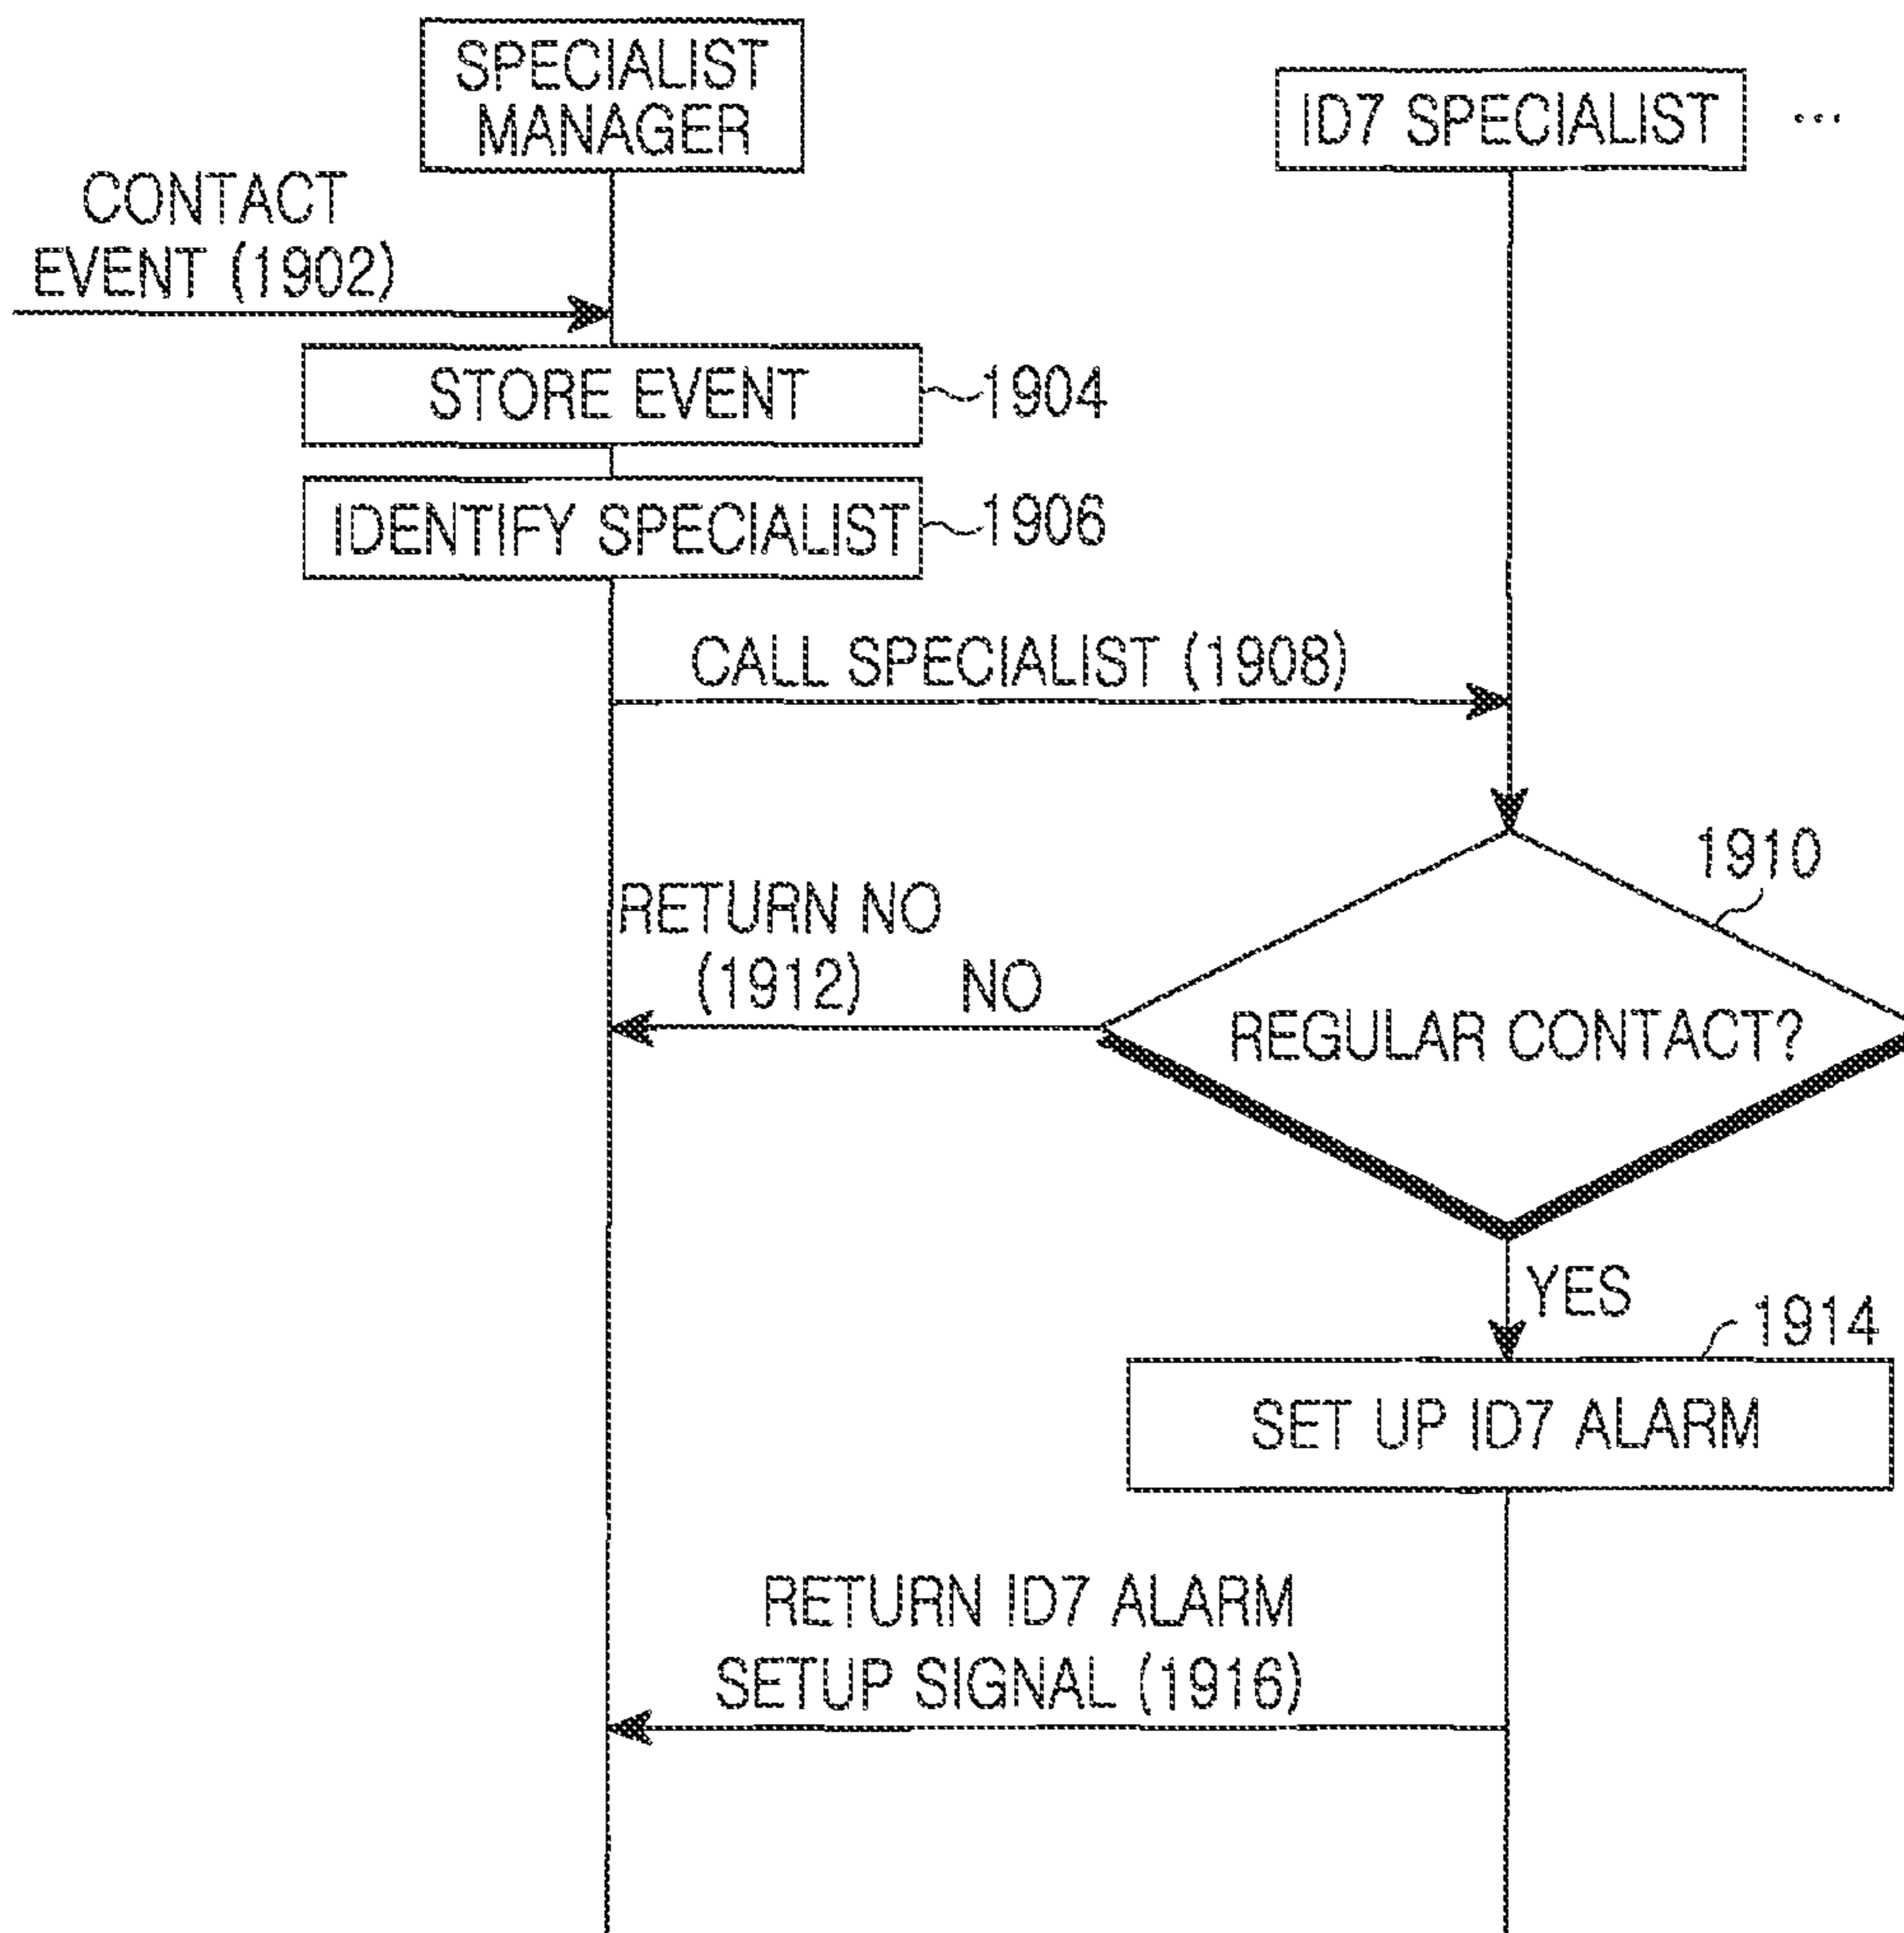 SPECIALIST
MANAGER
ID7 SPECIALIST ...
CONTACT
EVENT (1902)
STORE EVENT
1904
IDENTIFY SPECIALIST
1906
CALL SPECIALIST (1908)
1910
RETURN NO
(1912)
NO
REGULAR CONTACT?
YES
1914
SET UP ID7 ALARM
RETURN ID7 ALARM
SETUP SIGNAL (1916)